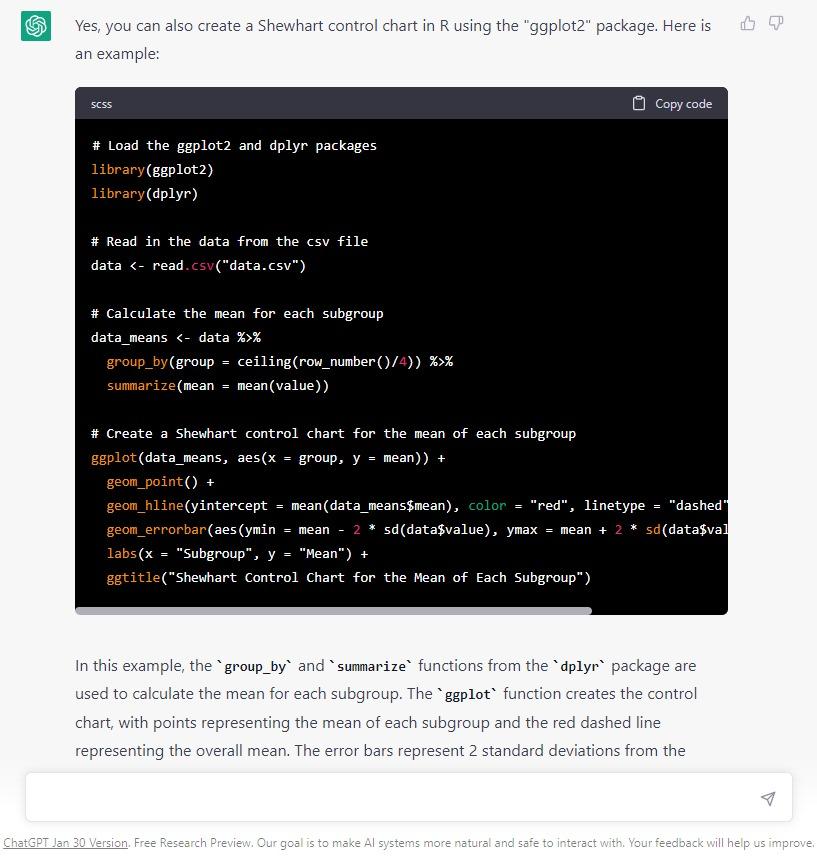 Yes, you can also create a Shewhart control chart in R using the "ggplot2" package. Here is
an example:
scss
Copy code
# Load the ggplot2 and dplyr packages
library(ggplot2)
library(dplyr)
# Read in the data from the csv file
data <- read.csv("data.csv")
# Calculate the mean for each subgroup
data_means <- data %>%
  group_by(group = ceiling(row_number()/4)) %>%
  summarize(mean = mean(value))
# Create a Shewhart control chart for the mean of each subgroup
ggplot(data_means, aes(x = group, y = mean)) +
  geom_point() +
  geom_hline(yintercept = mean(data_means$mean), color = "red", linetype = "dashed"
  geom_errorbar(aes(ymin = mean - 2 * sd(data$value), ymax = mean + 2 * sd(data$val
  labs(x = "Subgroup", y = "Mean") +
  ggtitle("Shewhart Control Chart for the Mean of Each Subgroup")
In this example, the `group_by` and `summarize` functions from the `dplyr` package are
used to calculate the mean for each subgroup. The `ggplot` function creates the control
chart, with points representing the mean of each subgroup and the red dashed line
representing the overall mean. The error bars represent 2 standard deviations from the
ChatGPT Jan 30 Version. Free Research Preview. Our goal is to make AI systems more natural and safe to interact with. Your feedback will help us improve.